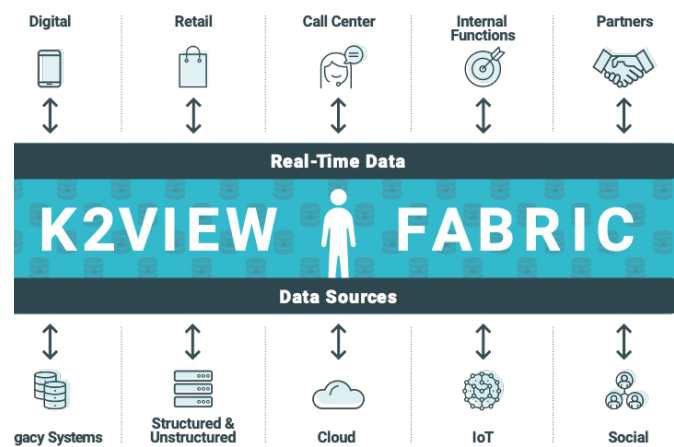 Digital
Retail
Call Center
Internal
Functions
Partners
Real-Time Data
K2VIEW FABRIC
Data Sources
gacy Systems
Structured &
Unstructured
Cloud
IoT
Social